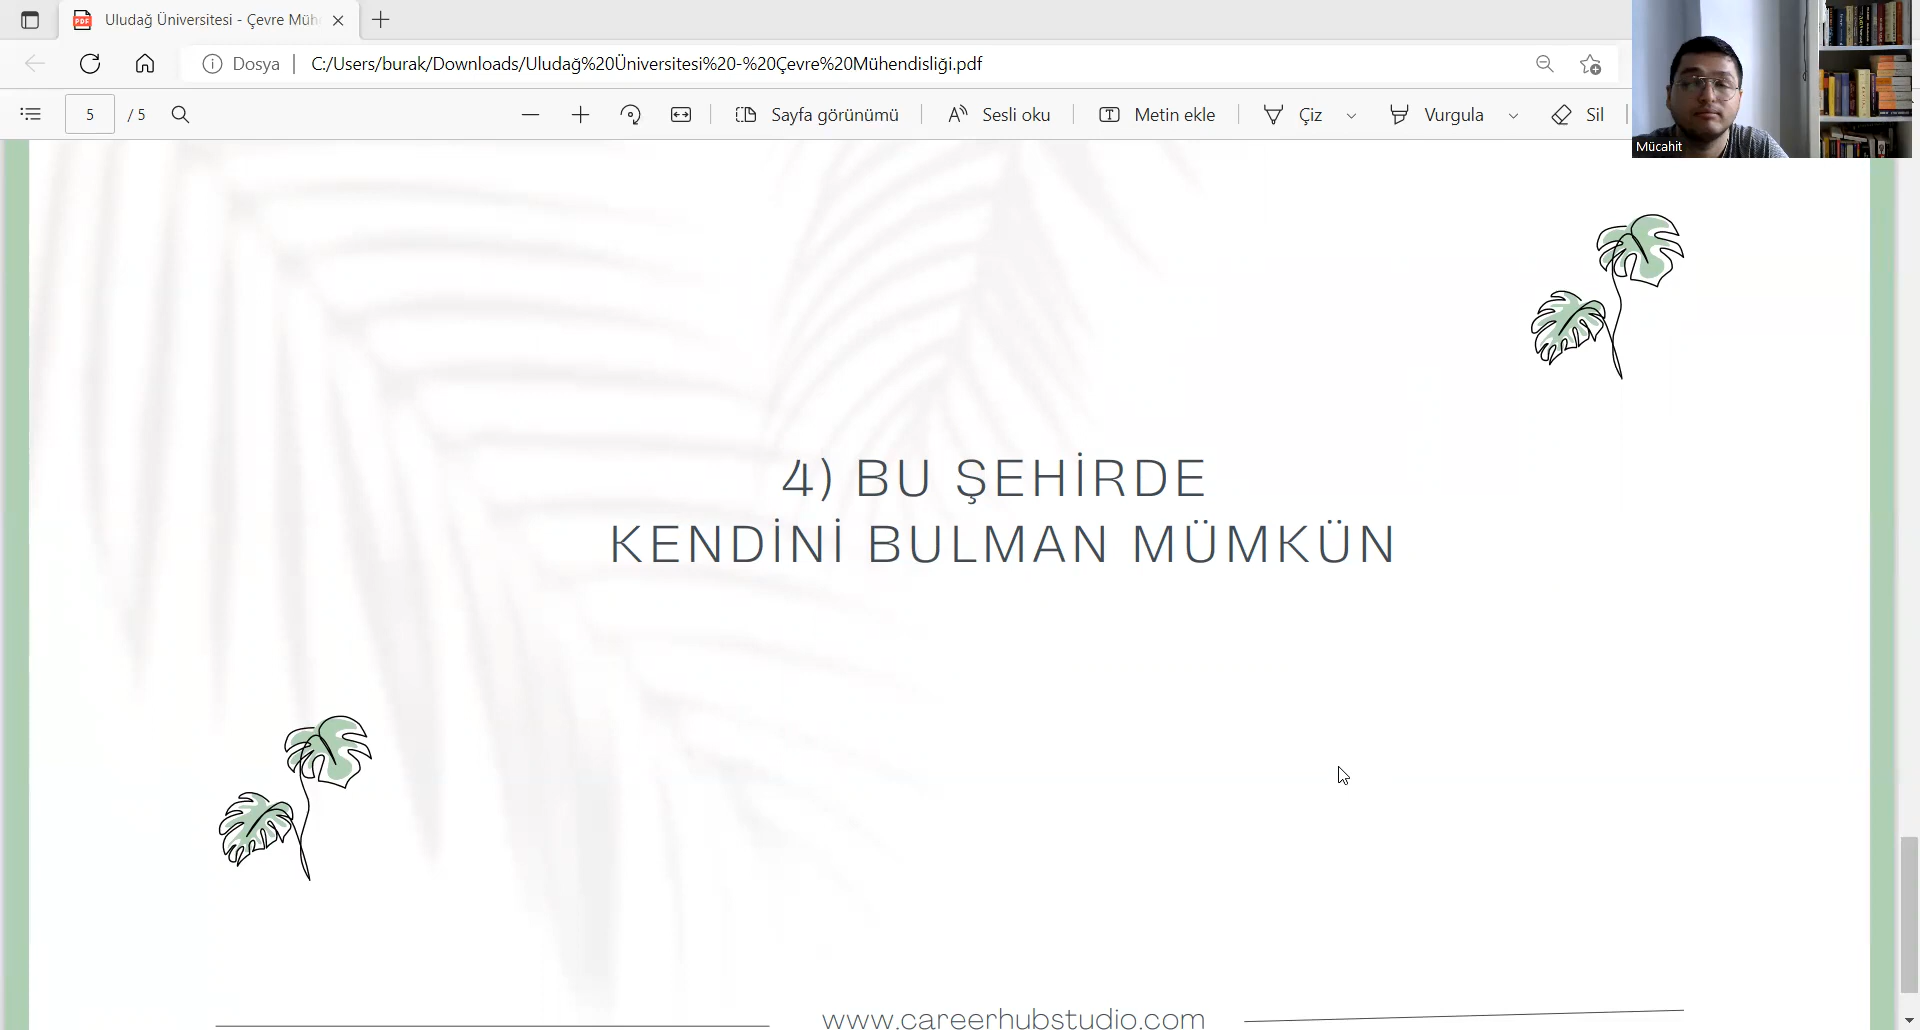 Uludağ Üniversitesi - Çevre Müh
Dosya
C:/Users/burak/Downloads/Uludağ%20Üniversitesi%20-%20Çevre%20Mühendisliği.pdf
5 / 5
Sayfa görünümü
Sesli oku
Metin ekle
Çiz
Vurgula
Sil
Mücahit
4) BU ŞEHİRDE
KENDİNİ BULMAN MÜMKÜN
www.careerhubstudio.com